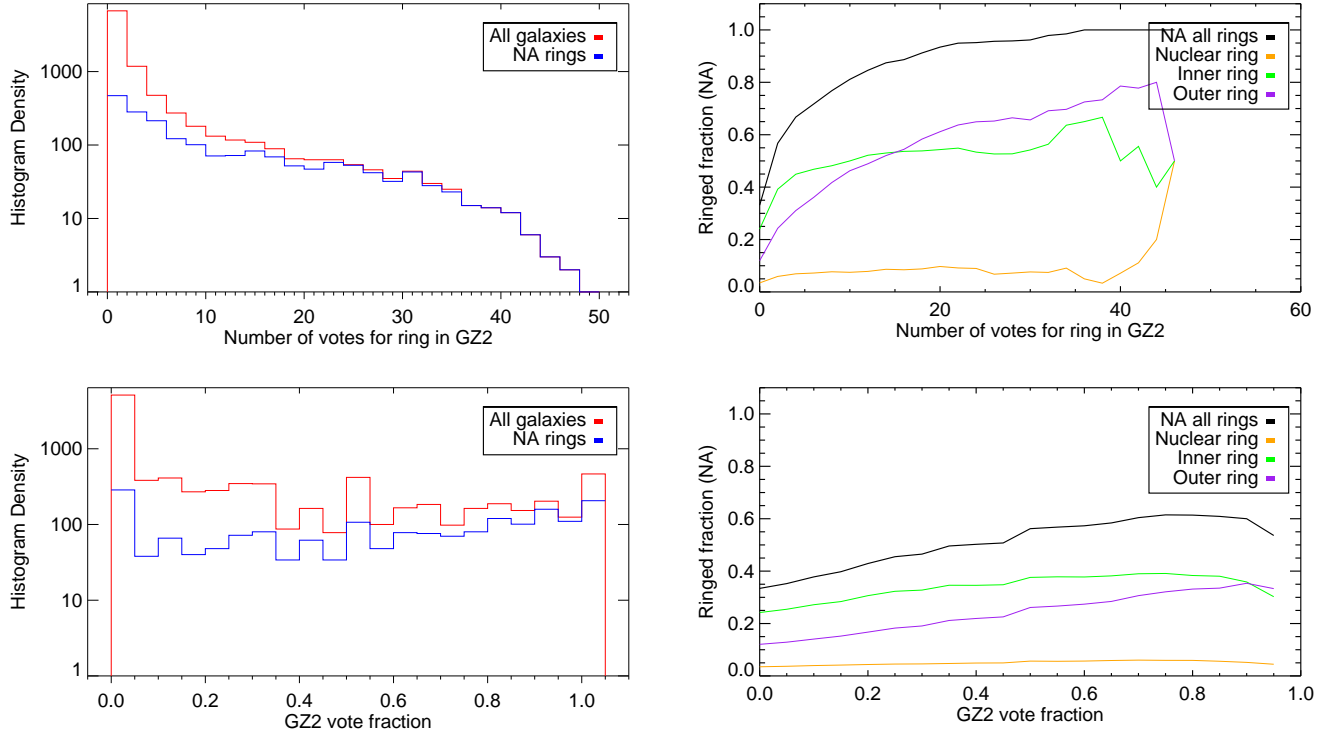 All galaxies
NA rings
Histogram Density
1000
100
10
1
0 10 20 30 40 50
Number of votes for ring in GZ2
NA all rings
Nuclear ring
Inner ring
Outer ring
Ringed fraction (NA)
1.0
0.8
0.6
0.4
0.2
0.0
0 20 40 60
Number of votes for ring in GZ2
All galaxies
NA rings
Histogram Density
1000
100
10
1
0.0 0.2 0.4 0.6 0.8 1.0
GZ2 vote fraction
NA all rings
Nuclear ring
Inner ring
Outer ring
Ringed fraction (NA)
1.0
0.8
0.6
0.4
0.2
0.0
0.0 0.2 0.4 0.6 0.8 1.0
GZ2 vote fraction